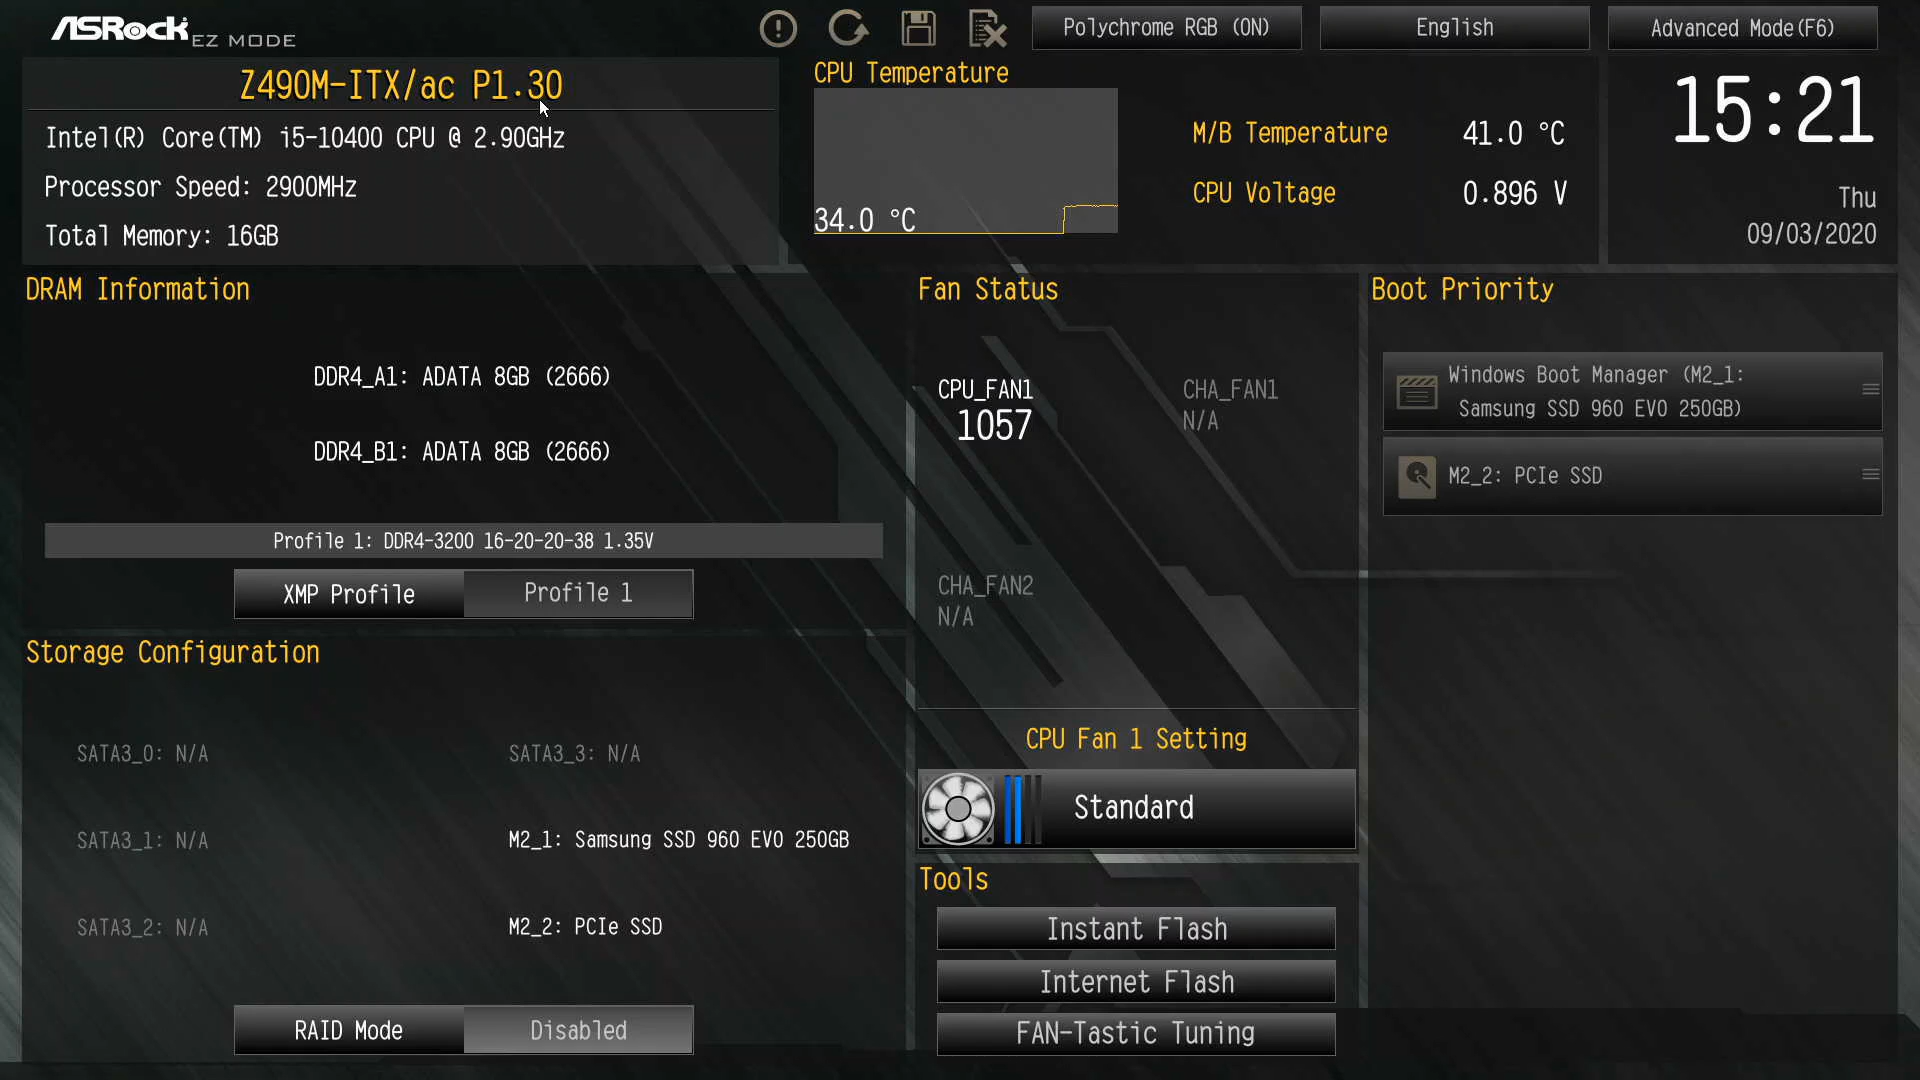 ASRock EZ MODE
Polychrome RGB (ON)
English
Advanced Mode(F6)
Z490M-ITX/ac P1.30
Intel(R) Core(TM) i5-10400 CPU @ 2.90GHz
Processor Speed: 2900MHz
Total Memory: 16GB
CPU Temperature
34.0 °C
M/B Temperature 41.0 °C
CPU Voltage 0.896 V
15:21
Thu
09/03/2020
DRAM Information
DDR4_A1: ADATA 8GB (2666)
DDR4_B1: ADATA 8GB (2666)
Profile 1: DDR4-3200 16-20-20-38 1.35V
XMP Profile Profile 1
Fan Status
CPU_FAN1
1057
CHA_FAN1
N/A
CHA_FAN2
N/A
Boot Priority
Windows Boot Manager (M2_1:
Samsung SSD 960 EVO 250GB)
M2_2: PCIe SSD
Storage Configuration
SATA3_0: N/A
SATA3_3: N/A
SATA3_1: N/A
M2_1: Samsung SSD 960 EVO 250GB
SATA3_2: N/A
M2_2: PCIe SSD
RAID Mode Disabled
CPU Fan 1 Setting
Standard
Tools
Instant Flash
Internet Flash
FAN-Tastic Tuning